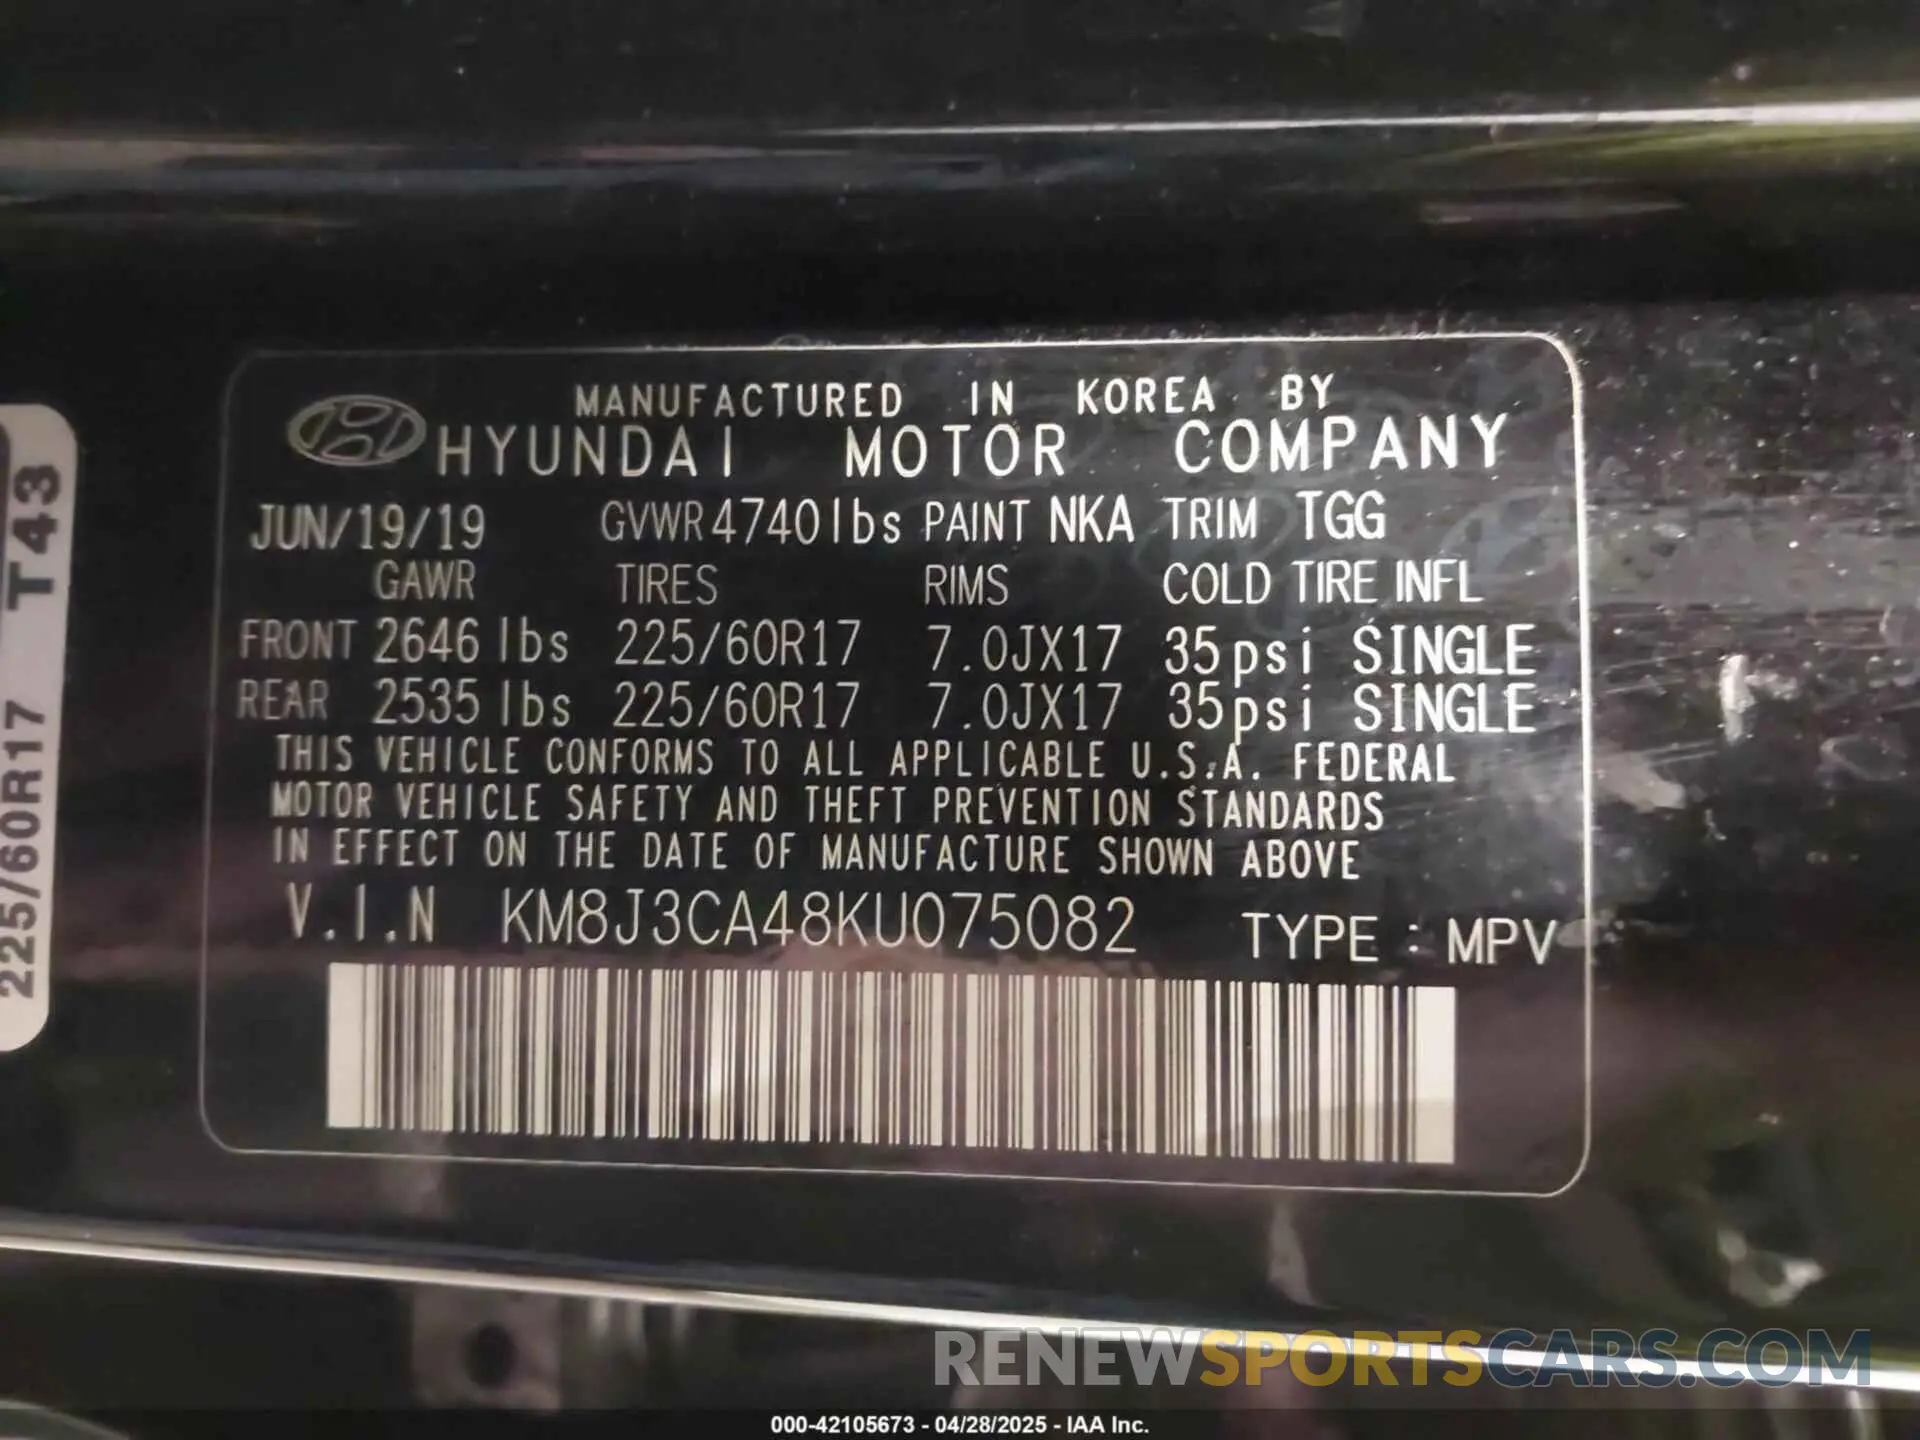 MANUFACTURED IN KOREA BY
HYUNDAI MOTOR COMPANY
JUN/19/19 GVWR 4740lbs PAINT NKA TRIM TGG
GAWR TIRES RIMS COLD TIRE INFL
FRONT 2646 lbs 225/60R17 7.0JX17 35psi SINGLE
REAR 2535 lbs 225/60R17 7.0JX17 35psi SINGLE
THIS VEHICLE CONFORMS TO ALL APPLICABLE U.S.A. FEDERAL
MOTOR VEHICLE SAFETY AND THEFT PREVENTION STANDARDS
IN EFFECT ON THE DATE OF MANUFACTURE SHOWN ABOVE
V.I.N KM8J3CA48KU075082 TYPE : MPV
225/60R17 T43
RENEWSPORTSCARS.COM
000-42105673 - 04/28/2025 - IAA Inc.